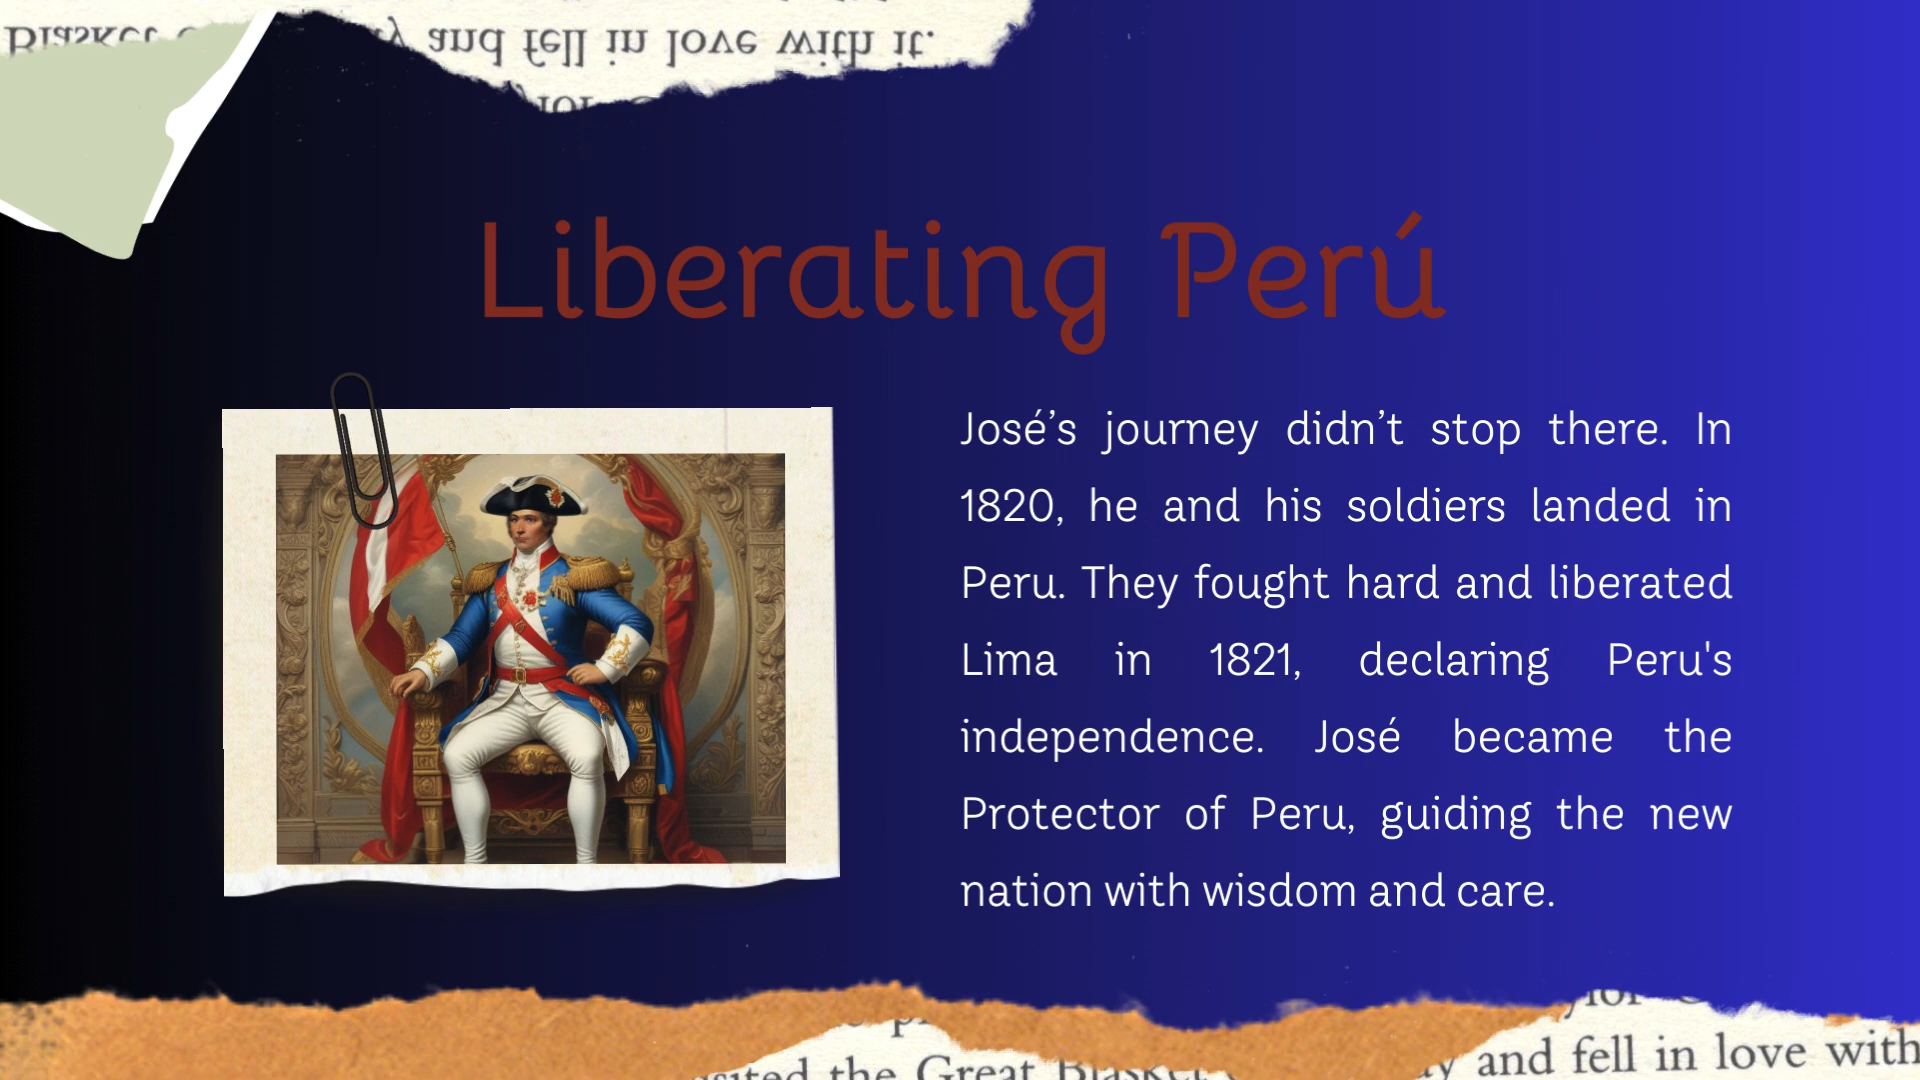 and fell in love with it.
Liberating Perú
José’s journey didn’t stop there. In
1820, he and his soldiers landed in
Peru. They fought hard and liberated
Lima in 1821, declaring Peru's
independence. José became the
Protector of Peru, guiding the new
nation with wisdom and care.
and fell in love with
the Great Blasket